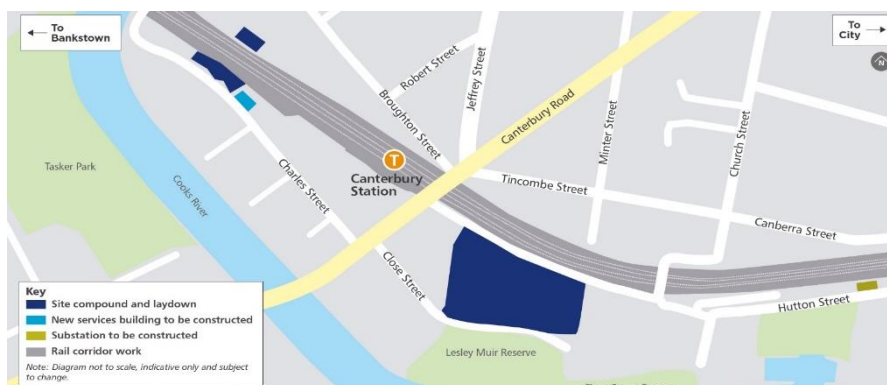 To
Bankstown
To
City
N
Robert Street
Jeffrey Street
Broughton Street
Canterbury Road
Minter Street
Church Street
Tasker Park
Cooks River
Charles Street
T
Canterbury
Station
Tincombe Street
Canberra Street
Close Street
Hutton Street
Lesley Muir Reserve
Key
Site compound and laydown
New services building to be constructed
Substation to be constructed
Rail corridor work
Note: Diagram not to scale, indicative only and subject
to change.